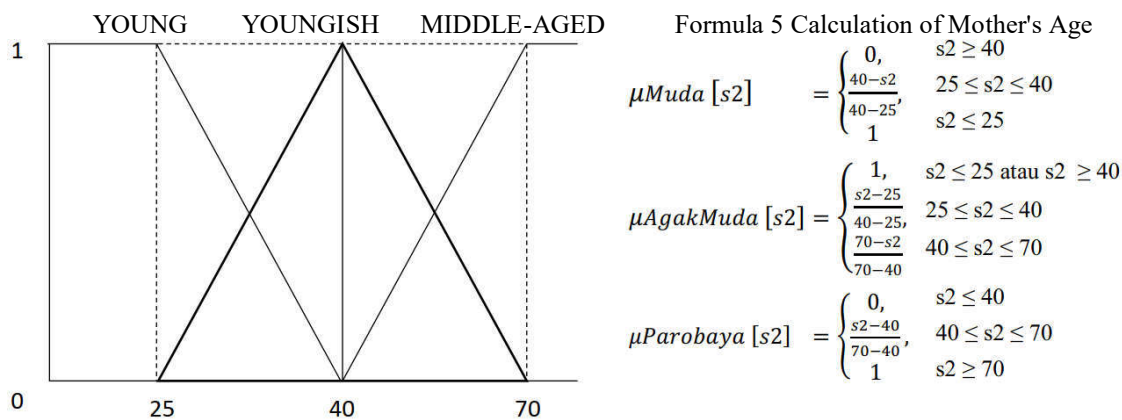 YOUNG YOUNGISH MIDDLE-AGED
1
0
25 40 70
Formula 5 Calculation of Mother's Age
μMuda [s2] = { 0, s2 ≥ 40
40−s2/40−25, 25 ≤ s2 ≤ 40
1 s2 ≤ 25
μAgakMuda [s2] = { 1, s2 ≤ 25 atau s2 ≥ 40
s2−25/40−25, 25 ≤ s2 ≤ 40
70−s2/70−40 40 ≤ s2 ≤ 70
μParobaya [s2] = { 0, s2 ≤ 40
s2−40/70−40, 40 ≤ s2 ≤ 70
1 s2 ≥ 70